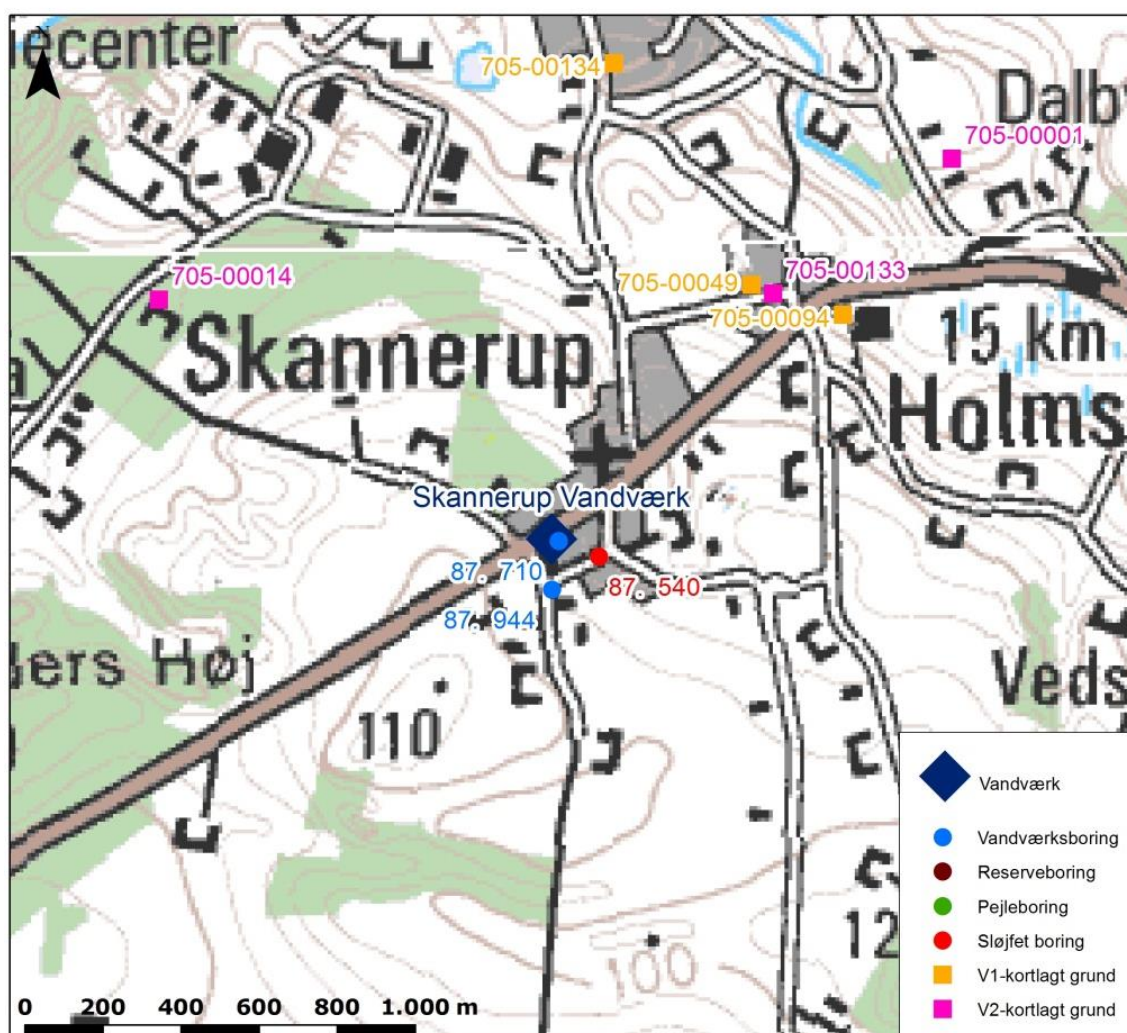 ecenter
705-00134
Dalby
705-00001
705-00014
705-00049
705-00133
705-00094
Skannerup
15 km
Holms
Skannerup Vandværk
87. 710
87. 540
87. 944
ders Høj
110
Veds
100
12
Vandværk
Vandværksboring
Reserveboring
Pejleboring
Sløjfet boring
V1-kortlagt grund
V2-kortlagt grund
0 200 400 600 800 1.000 m